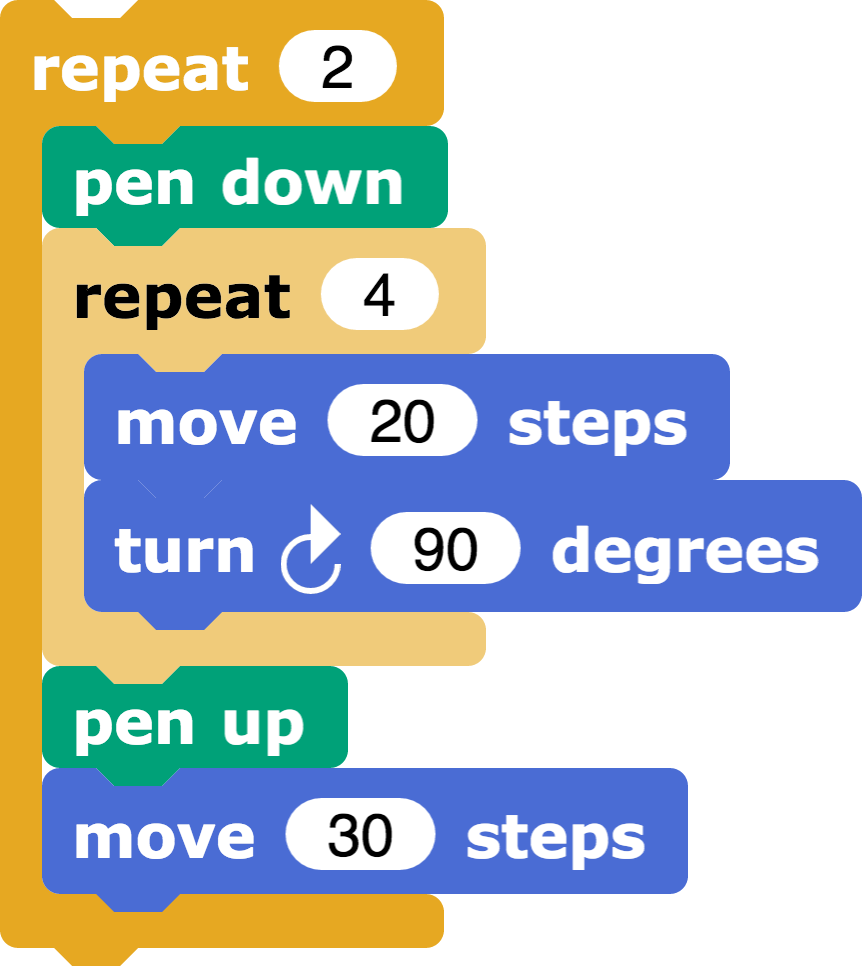 repeat 2
pen down
repeat 4
move 20 steps
turn 90 degrees
pen up
move 30 steps